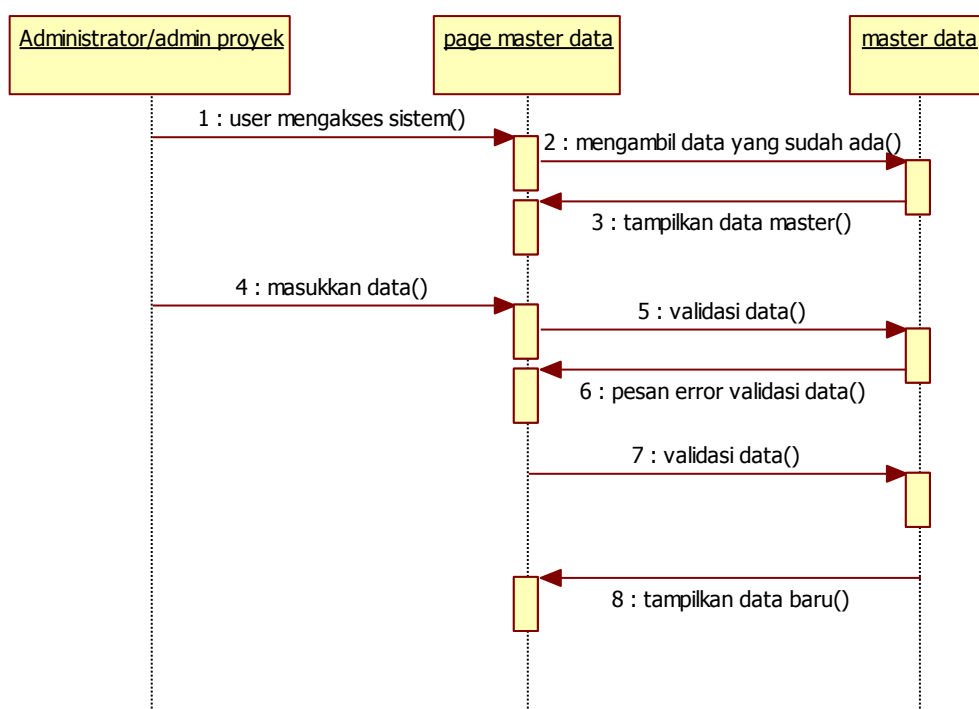 Administrator/admin proyek
page master data
master data
1 : user mengakses sistem()
2 : mengambil data yang sudah ada()
3 : tampilkan data master()
4 : masukkan data()
5 : validasi data()
6 : pesan error validasi data()
7 : validasi data()
8 : tampilkan data baru()